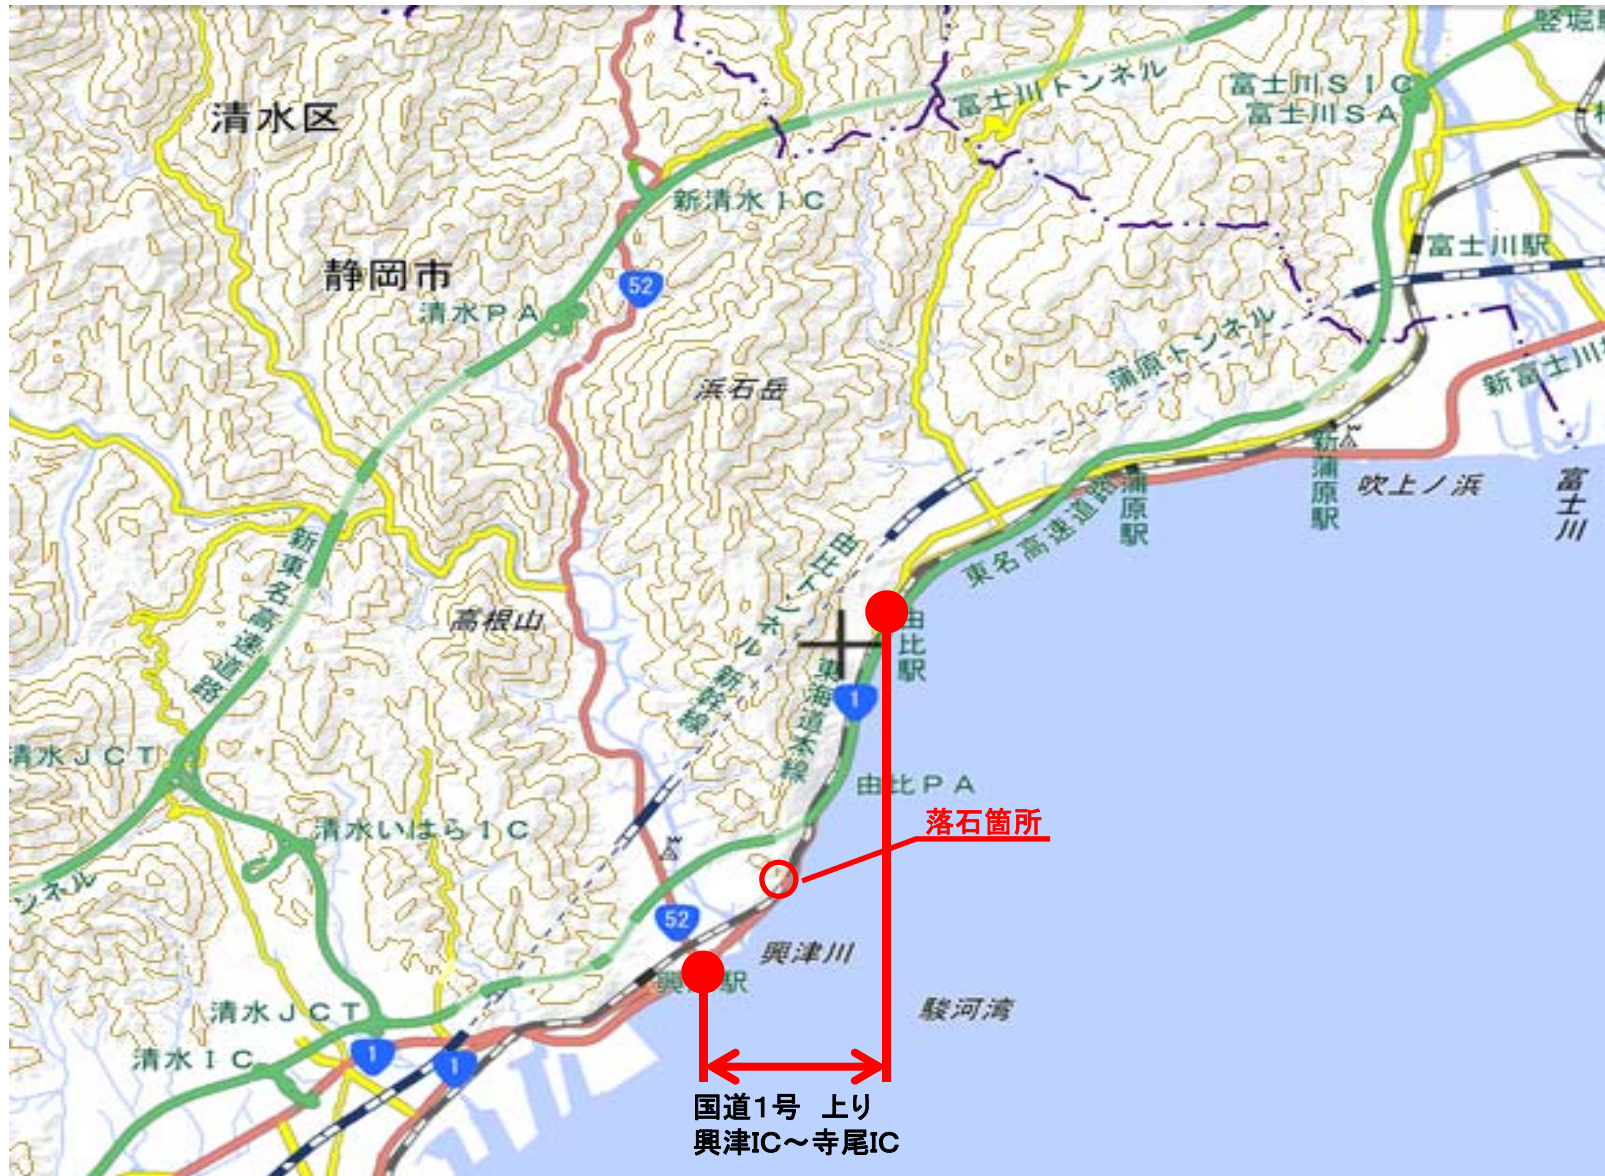 竪堀
富士川トンネル
富士川ＳＩＣ
富士川ＳＡ
清水区
新清水ＩＣ
富士川駅
静岡市
52
清水ＰＡ
蒲原トンネル
新富士川
浜石岳
新蒲原駅
蒲原駅
吹上ノ浜
富士川
東名高速道路
由比トンネル
新幹線
新東名高速道路
高根山
由比駅
東海道本線
1
清水ＪＣＴ
由比ＰＡ
落石箇所
清水いはらＩＣ
ンネル
52
興津川
興 駅
駿河湾
清水ＪＣＴ
清水ＩＣ
1
1
国道１号　上り
興津IC～寺尾IC